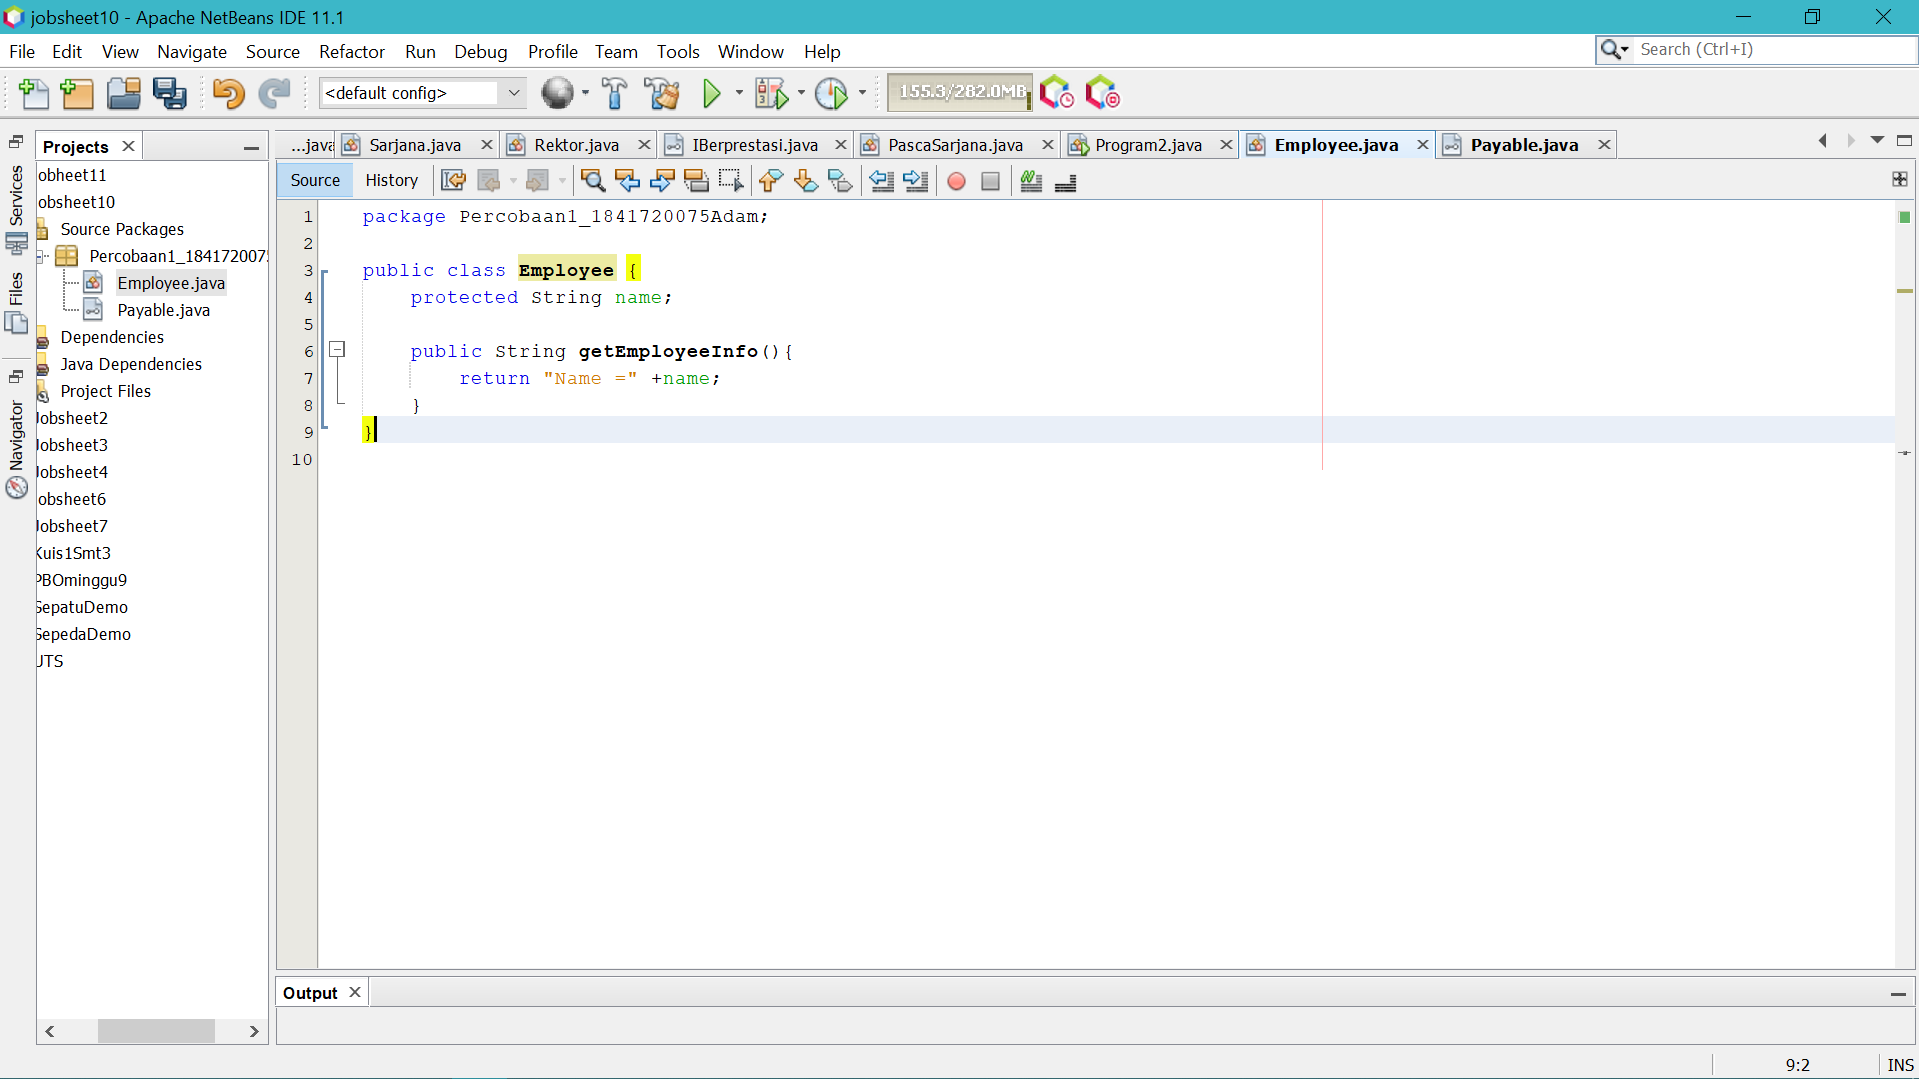 jobsheet10 - Apache NetBeans IDE 11.1
File Edit View Navigate Source Refactor Run Debug Profile Team Tools Window Help
Search (Ctrl+I)
<default config>
155.3/282.0MB
Projects
...java Sarjana.java Rektor.java IBerprestasi.java PascaSarjana.java Program2.java Employee.java Payable.java
Source History
Services
Files
Navigator
obheet11
obsheet10
Source Packages
Percobaan1_184172007
Employee.java
Payable.java
Dependencies
Java Dependencies
Project Files
Jobsheet2
Jobsheet3
Jobsheet4
obsheet6
Jobsheet7
Kuis1Smt3
PBOminggu9
SepatuDemo
SepedaDemo
UTS
1 package Percobaan1_1841720075Adam;
2
3 public class Employee {
4 protected String name;
5
6 public String getEmployeeInfo(){
7 return "Name =" +name;
8 }
9 }
10
Output
9:2 INS